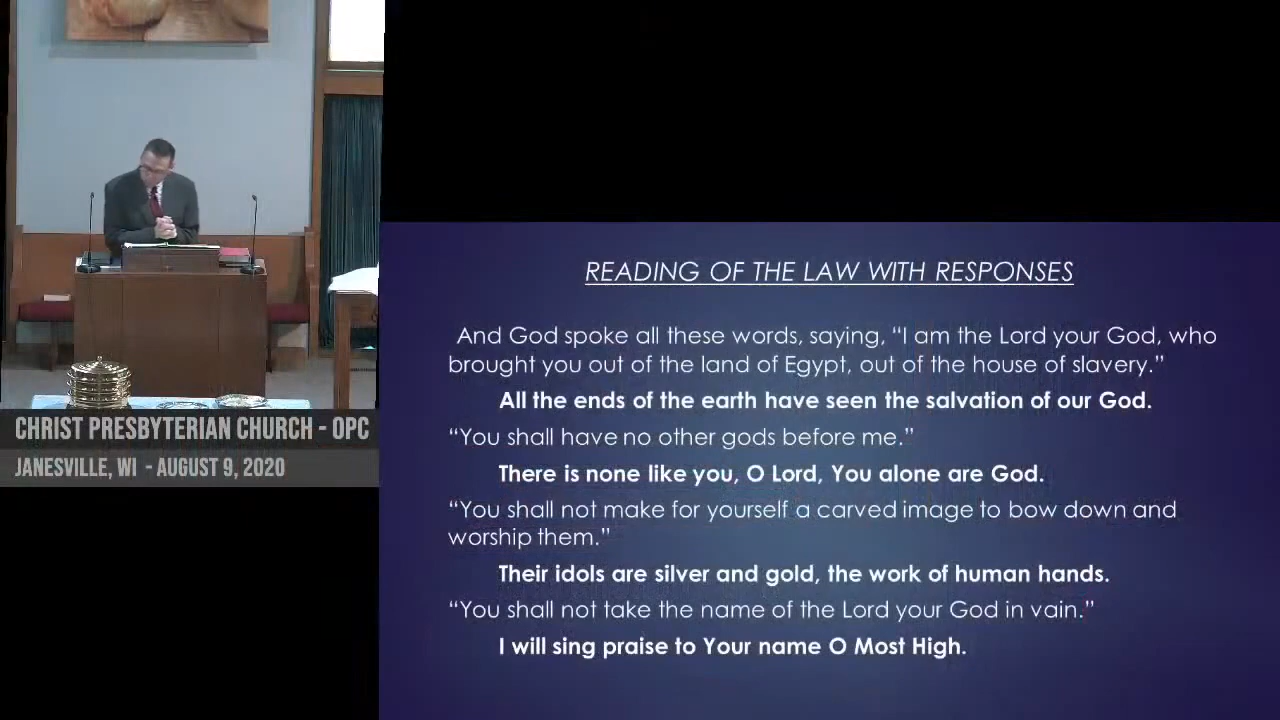 CHRIST PRESBYTERIAN CHURCH - OPC
JANESVILLE, WI - AUGUST 9, 2020
READING OF THE LAW WITH RESPONSES
And God spoke all these words, saying, “I am the Lord your God, who
brought you out of the land of Egypt, out of the house of slavery.”
All the ends of the earth have seen the salvation of our God.
“You shall have no other gods before me.”
There is none like you, O Lord, You alone are God.
“You shall not make for yourself a carved image to bow down and
worship them.”
Their idols are silver and gold, the work of human hands.
“You shall not take the name of the Lord your God in vain.”
I will sing praise to Your name O Most High.